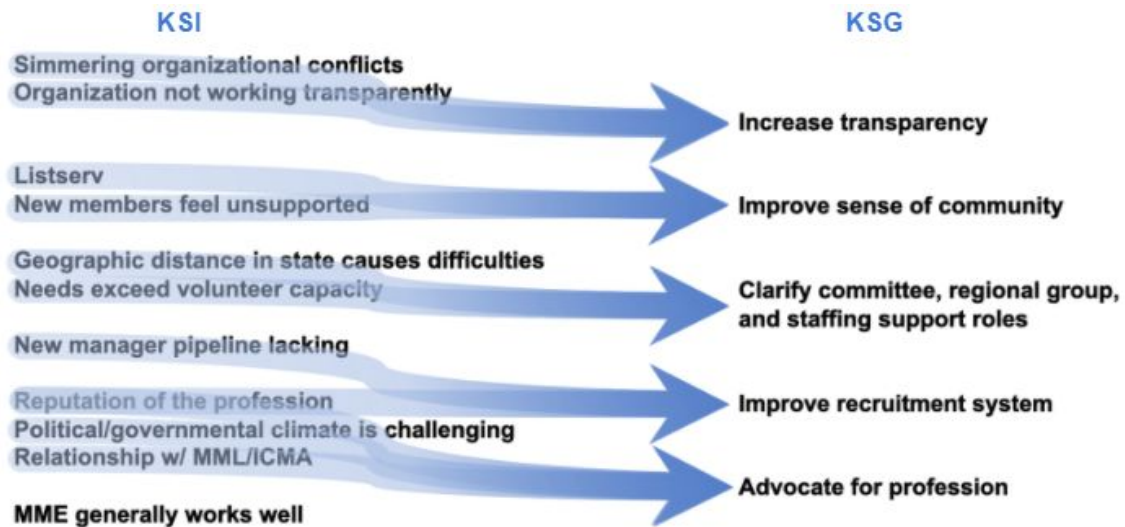 KSI
KSG
Simmering organizational conflicts
Organization not working transparently
Increase transparency
Listserv
New members feel unsupported
Improve sense of community
Geographic distance in state causes difficulties
Needs exceed volunteer capacity
Clarify committee, regional group,
and staffing support roles
New manager pipeline lacking
Reputation of the profession
Improve recruitment system
Political/governmental climate is challenging
Relationship w/ MML/ICMA
Advocate for profession
MME generally works well